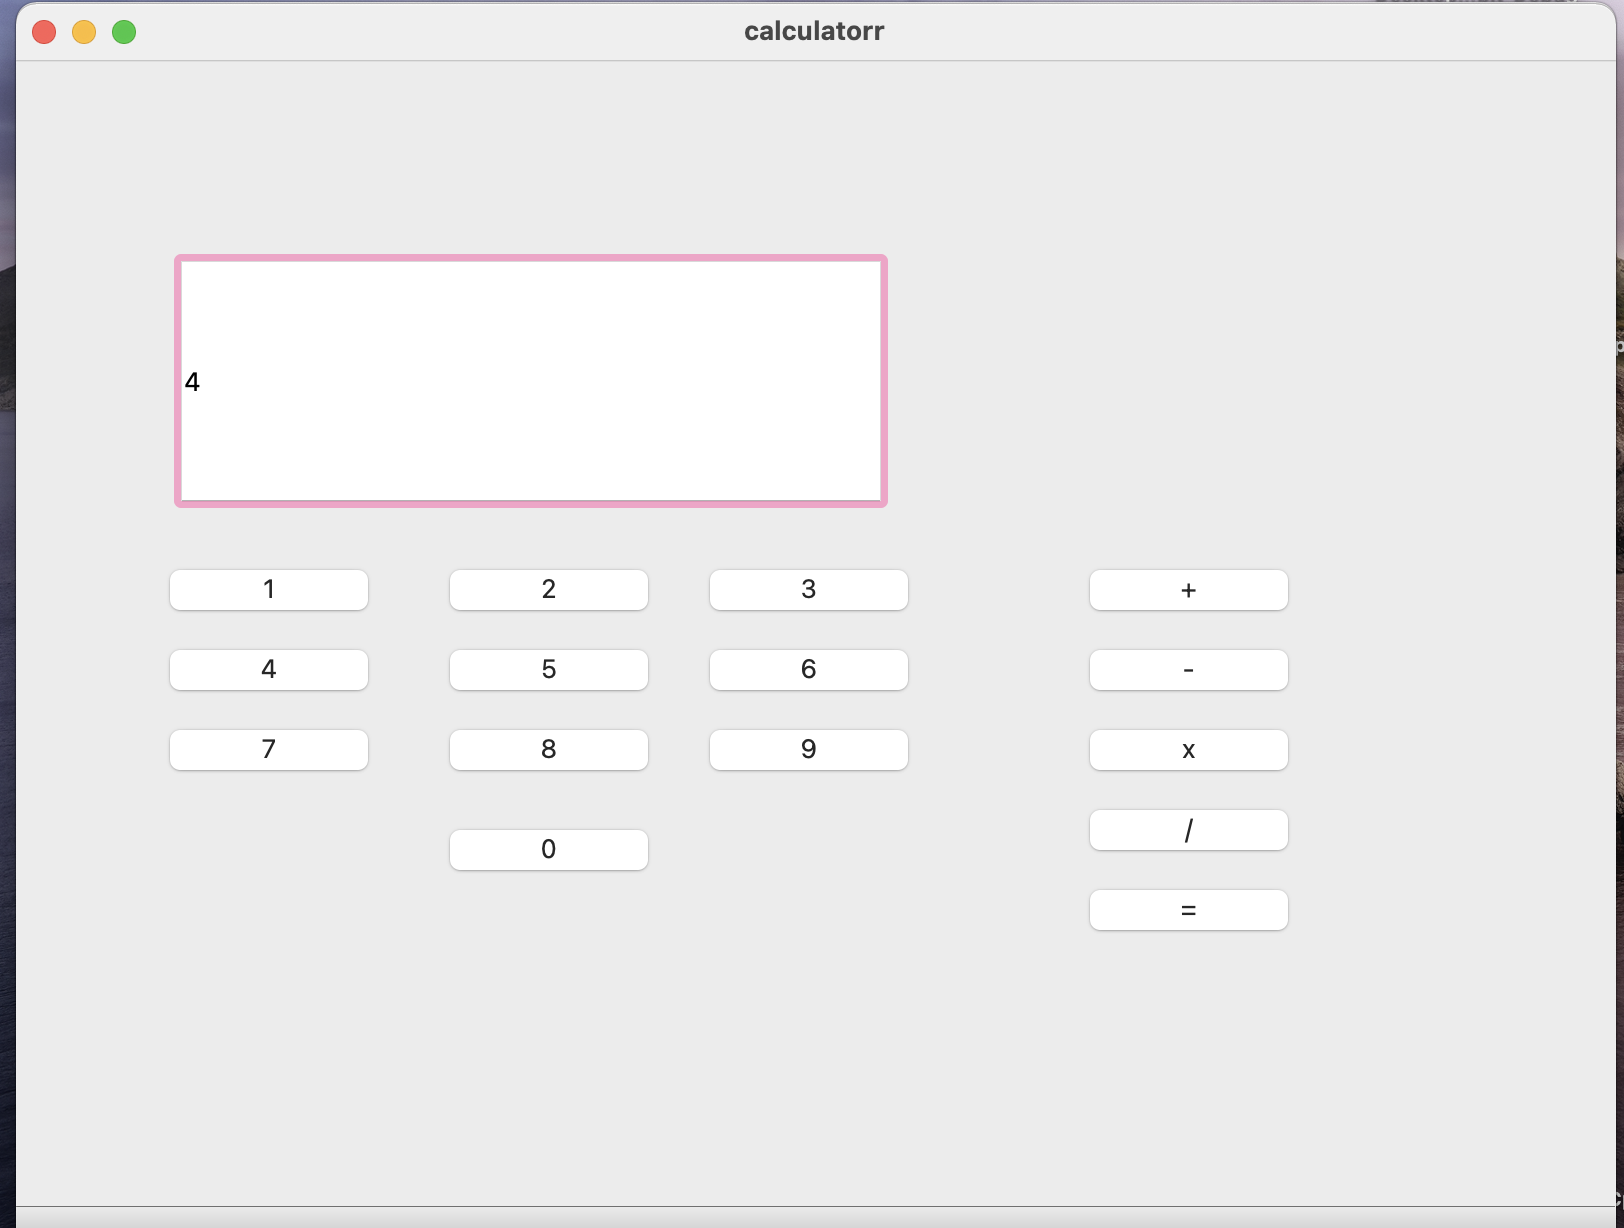 calculatorr
4
1 2 3 +
4 5 6 -
7 8 9 x
/
0
=